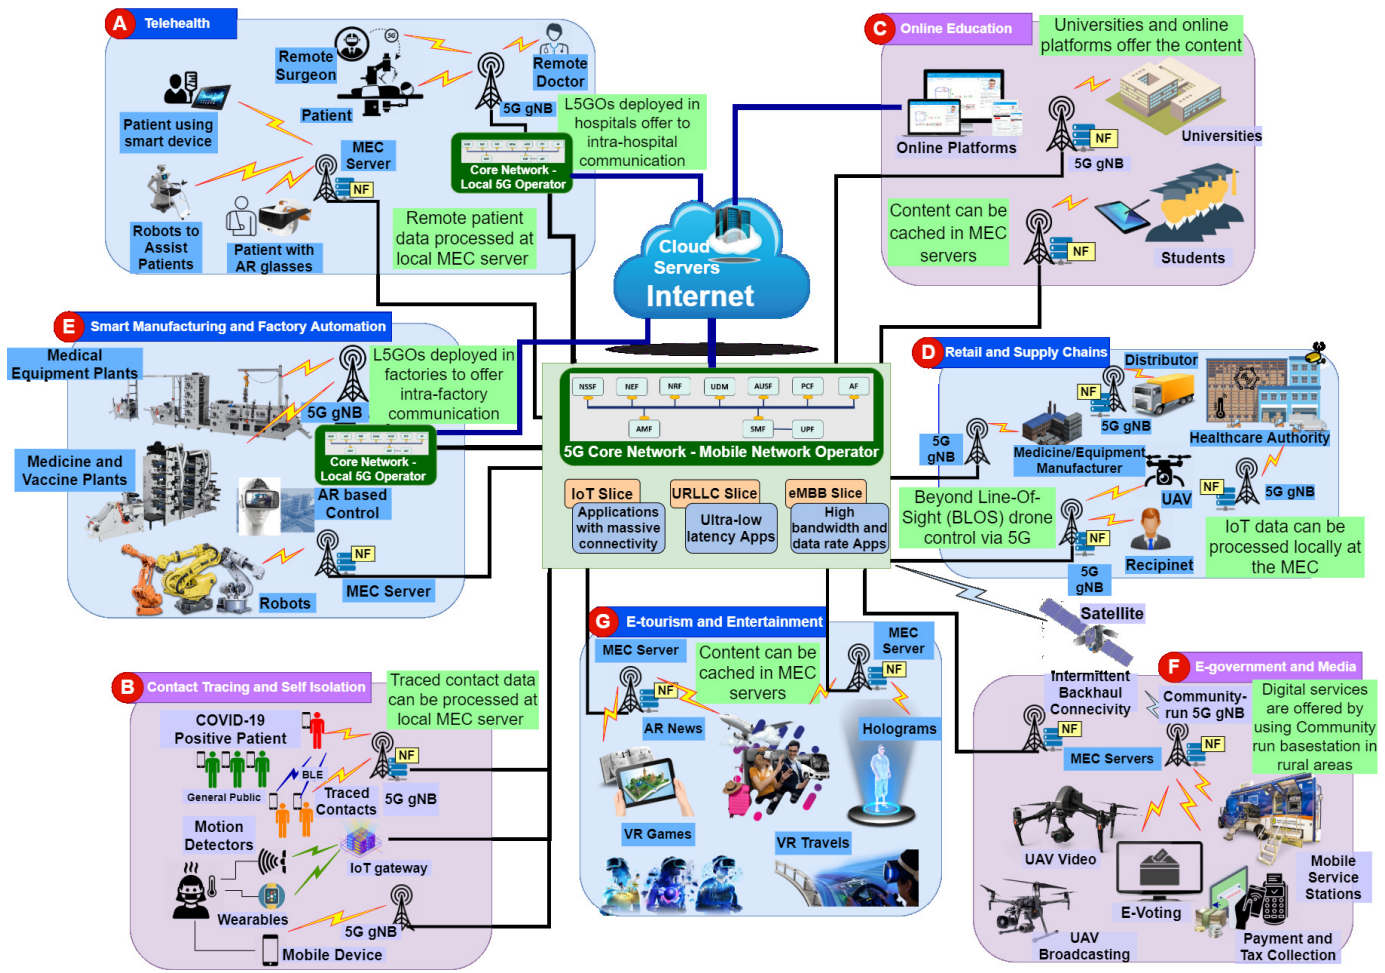 A
Telehealth
Remote
Surgeon
5G
Remote
Doctor
Patient
5G gNB
Patient using
smart device
MEC
Server
NF
Robots to
Assist
Patients
Patient with
AR glasses
L5GOs deployed in
hospitals offer to
intra-hospital
communication
Core Network -
Local 5G Operator
Remote patient
data processed at
local MEC server
Cloud
Servers
Internet
C
Online Education
Universities and online
platforms offer the content
Online Platforms
NF
5G gNB
Universities
Content can be
cached in MEC
servers
NF
Students
E
Smart Manufacturing and Factory Automation
Medical
Equipment Plants
5G gNB
L5GOs deployed in
factories to offer
intra-factory
communication
Core Network -
Local 5G Operator
Medicine and
Vaccine Plants
AR based
Control
Robots
NF
MEC Server
NSSF
NEF
NRF
UDM
AUSF
PCF
AF
AMF
SMF
UPF
5G Core Network - Mobile Network Operator
IoT Slice
Applications
with massive
connectivity
URLLC Slice
Ultra-low
latency Apps
eMBB Slice
High
bandwidth and
data rate Apps
D
Retail and Supply Chains
Distributor
NF
5G gNB
5G
gNB
Medicine/Equipment
Manufacturer
Healthcare Authority
UAV
NF
5G gNB
Beyond Line-Of-
Sight (BLOS) drone
control via 5G
NF
5G
gNB
Recipinet
IoT data can be
processed locally at
the MEC
Satellite
B
Contact Tracing and Self Isolation
Traced contact data
can be processed at
local MEC server
COVID-19
Positive Patient
General Public
BLE
Traced
Contacts
NF
5G gNB
Motion
Detectors
IoT gateway
Wearables
5G gNB
Mobile Device
G
E-tourism and Entertainment
MEC Server
NF
Content can be
cached in MEC
servers
MEC
Server
NF
AR News
Holograms
VR Games
VR Travels
F
E-government and Media
Intermittent
Backhaul
Connectivity
Community-
run 5G gNB
Digital services
are offered by
using Community
run basestation in
rural areas
NF
MEC Servers
NF
UAV Video
E-Voting
Mobile
Service
Stations
UAV
Broadcasting
Payment and
Tax Collection